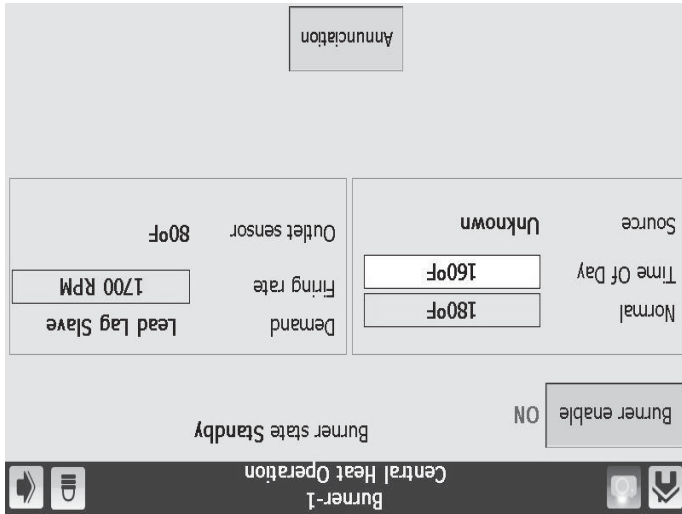 Burner-1
Central Heat Operation
Burner enable ON
Burner state Standby
Normal 180ºF
Time Of Day 160ºF
Source Unknown
Demand Lead Lag Slave
Firing rate 1700 RPM
Outlet sensor 80ºF
Annunciation